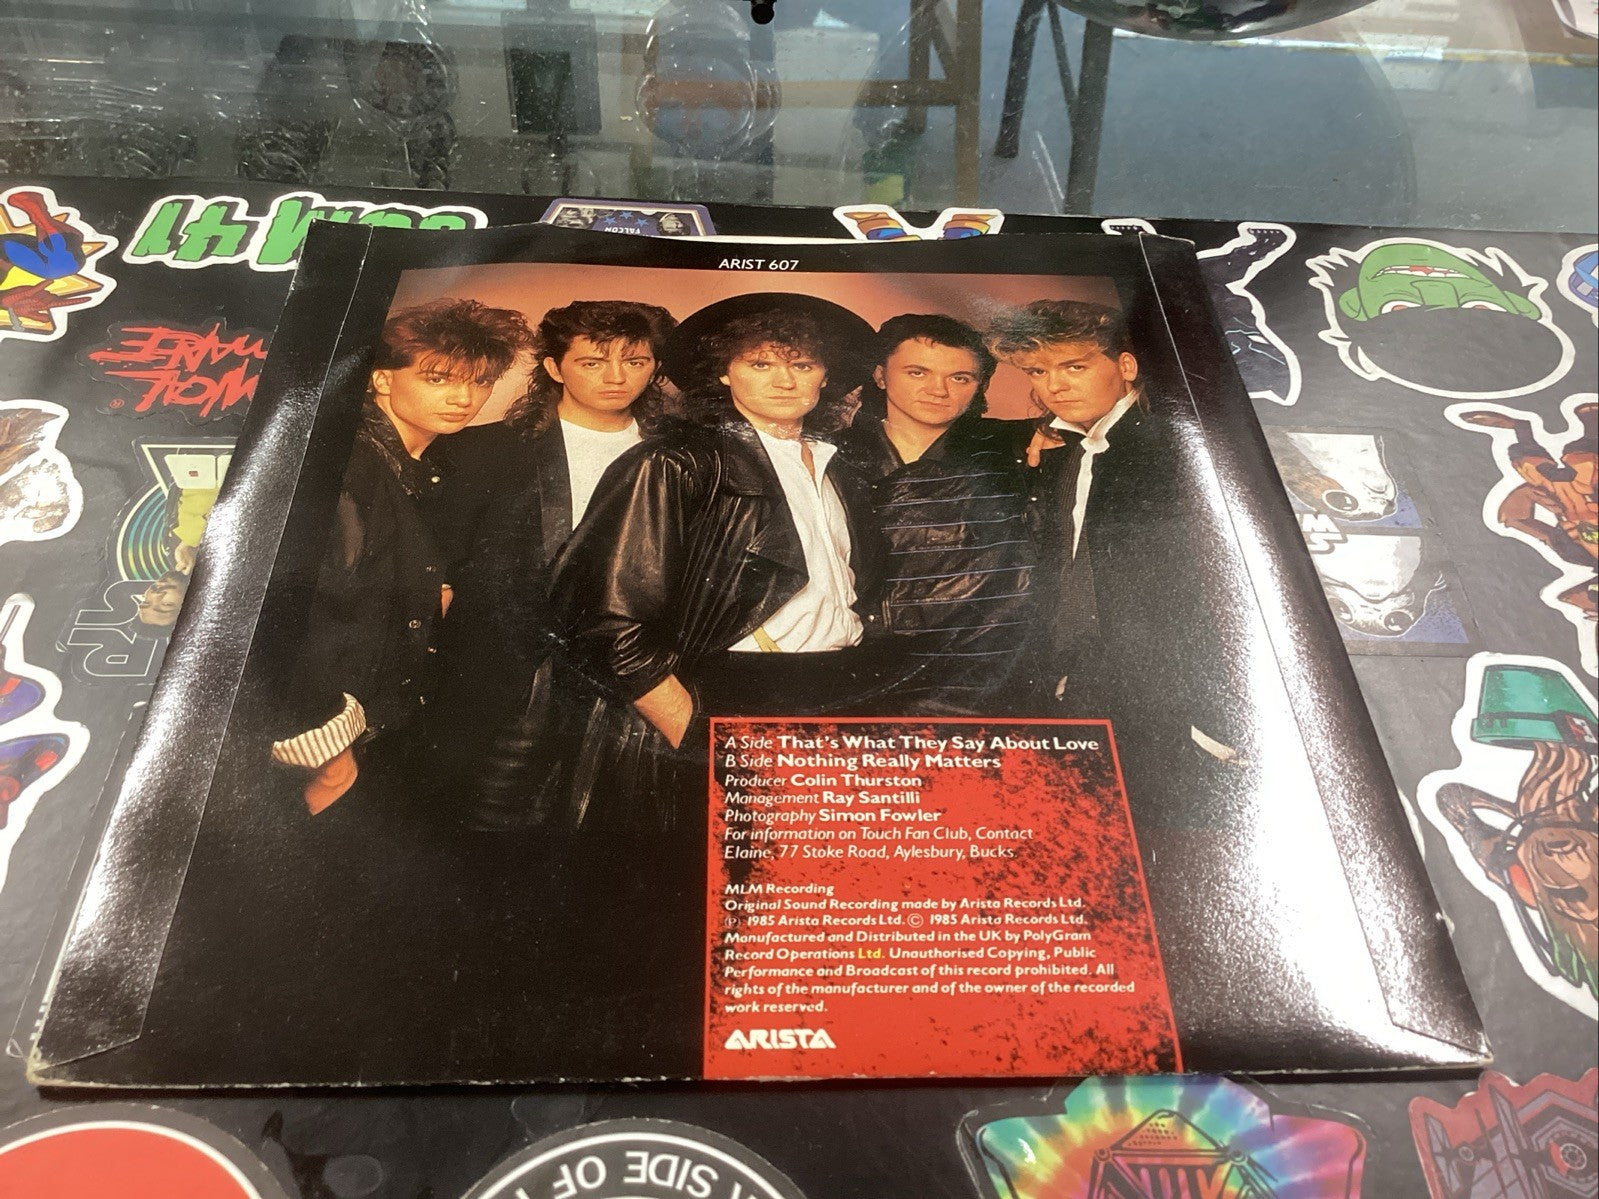 ARIST 607
A Side That's What They Say About Love
B Side Nothing Really Matters
Producer Colin Thurston
Management Ray Santilli
Photography Simon Fowler
For information on Touch Fan Club, Contact
Elaine, 77 Stoke Road, Aylesbury, Bucks.
MLM Recording
Original Sound Recording made by Arista Records Ltd.
℗ 1985 Arista Records Ltd. © 1985 Arista Records Ltd.
Manufactured and Distributed in the UK by PolyGram
Record Operations Ltd. Unauthorised Copying, Public
Performance and Broadcast of this record prohibited. All
rights of the manufacturer and of the owner of the recorded
work reserved.
ARISTA
FALCON
SIDE OF